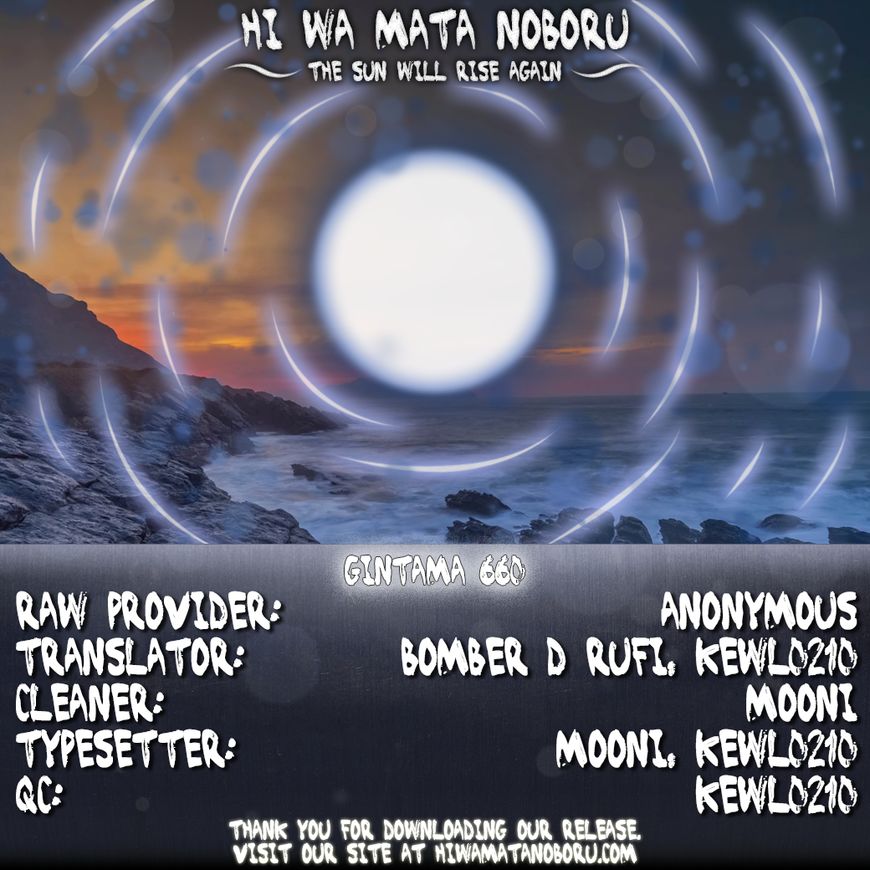 HI WA MATA NOBORU
THE SUN WILL RISE AGAIN
GINTAMA 660
RAW PROVIDER: ANONYMOUS
TRANSLATOR: BOMBER D RUFI, KEWL0210
CLEANER: MOONI
TYPESETTER: MOONI, KEWL0210
QC: KEWL0210
THANK YOU FOR DOWNLOADING OUR RELEASE.
VISIT OUR SITE AT HIWAMATANOBORU.COM